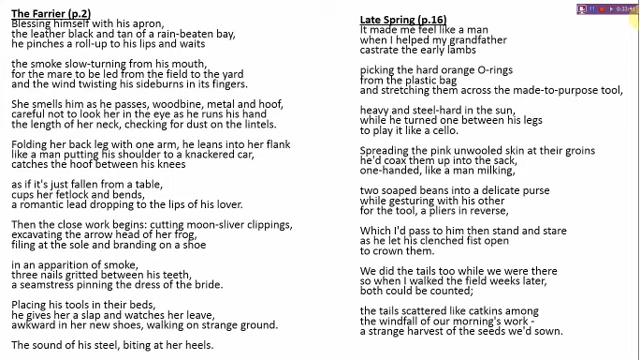 The Farrier (p.2)
Blessing himself with his apron,
the leather black and tan of a rain-beaten bay,
he pinches a roll-up to his lips and waits
the smoke slow-turning from his mouth,
for the mare to be led from the field to the yard
and the wind twisting his sideburns in its fingers.
She smells him as he passes, woodbine, metal and hoof,
careful not to look her in the eye as he runs his hand
the length of her neck, checking for dust on the lintels.
Folding her back leg with one arm, he leans into her flank
like a man putting his shoulder to a knackered car,
catches the hoof between his knees
as if it's just fallen from a table,
cups her fetlock and bends,
a romantic lead dropping to the lips of his lover.
Then the close work begins: cutting moon-sliver clippings,
excavating the arrow head of her frog,
filing at the sole and branding on a shoe
in an apparition of smoke,
three nails gritted between his teeth,
a seamstress pinning the dress of the bride.
Placing his tools in their beds,
he gives her a slap and watches her leave,
awkward in her new shoes, walking on strange ground.
The sound of his steel, biting at her heels.
Late Spring (p.16)
It made me feel like a man
when I helped my grandfather
castrate the early lambs
picking the hard orange O-rings
from the plastic bag
and stretching them across the made-to-purpose tool,
heavy and steel-hard in the sun,
while he turned one between his legs
to play it like a cello.
Spreading the pink unwooled skin at their groins
he'd coax them up into the sack,
one-handed, like a man milking,
two soaped beans into a delicate purse
while gesturing with his other
for the tool, a pliers in reverse,
Which I'd pass to him then stand and stare
as he let his clenched fist open
to crown them.
We did the tails too while we were there
so when I walked the field weeks later,
both could be counted;
the tails scattered like catkins among
the windfall of our morning's work -
a strange harvest of the seeds we'd sown.